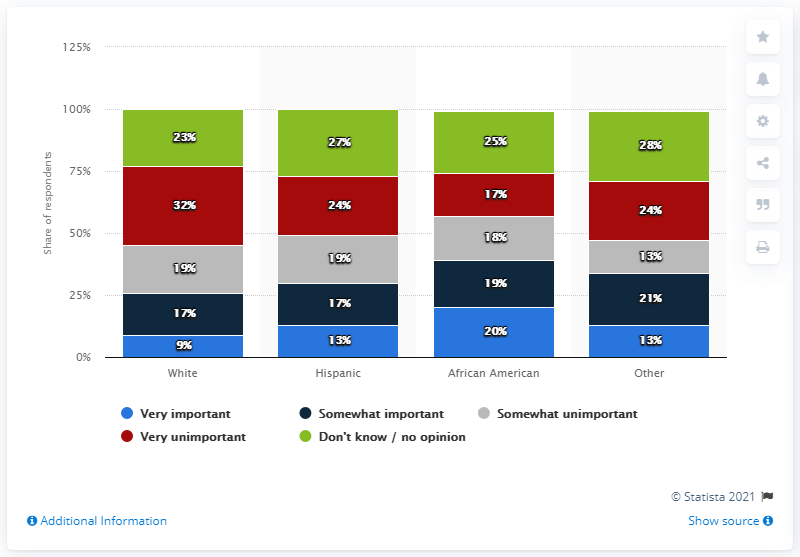 125%
100%
75%
50%
25%
0%
Share of respondents
23% 27% 25% 28%
32% 24% 17% 24%
19% 19% 18% 13%
17% 17% 19% 21%
9% 13% 20% 13%
White Hispanic African American Other
Very important Somewhat important Somewhat unimportant
Very unimportant Don't know / no opinion
© Statista 2021
Additional Information Show source